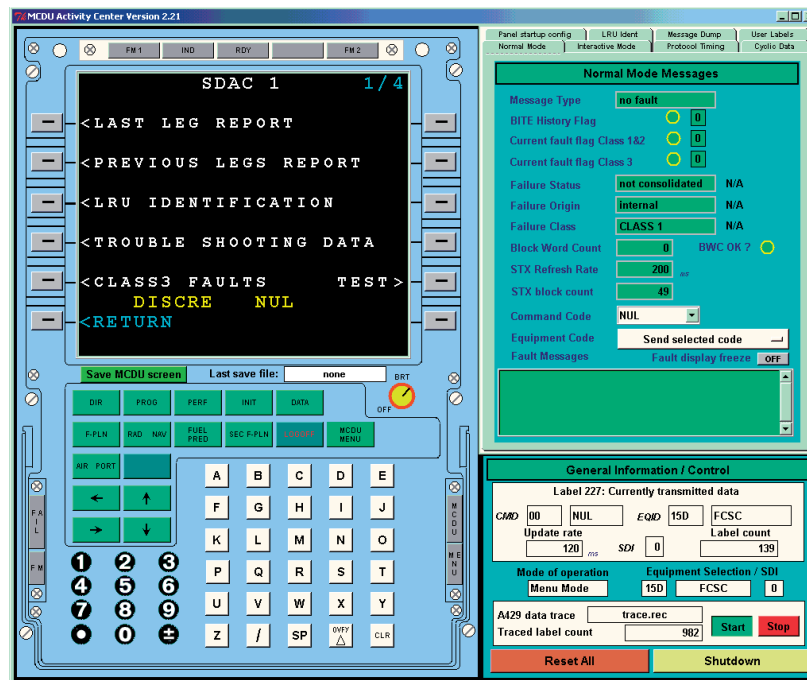 MCDU Activity Center Version 2.21
FM 1 IND RDY FM 2
SDAC 1 1/4
<LAST LEG REPORT
<PREVIOUS LEGS REPORT
<LRU IDENTIFICATION
<TROUBLE SHOOTING DATA
<CLASS3 FAULTS TEST>
DISCRE NUL
<RETURN
Save MCDU screen Last save file: none
BRT
OFF
DIR PROG PERF INIT DATA
F-PLN RAD NAV FUEL PRED SEC F-PLN MCDU MENU
AIR PORT
← ↑
→ ↓
A B C D E
F G H I J
K L M N O
P Q R S T
U V W X Y
Z / SP OVFY △ CLR
1 2 3
4 5 6
7 8 9
0 ±
FAIL
FM
MCDU
MENU
Panel startup config LRU Ident Message Dump User Labels
Normal Mode Interactive Mode Protocol Timing Cyclic Data
Normal Mode Messages
Message Type no fault
BITE History Flag 0
Current fault flag Class 1&2 0
Current fault flag Class 3 0
Failure Status not consolidated N/A
Failure Origin internal N/A
Failure Class CLASS 1 N/A
Block Word Count 0 BWC OK ?
STX Refresh Rate 200 ms
STX block count 49
Command Code NUL
Equipment Code Send selected code
Fault Messages Fault display freeze OFF
General Information / Control
Label 227: Currently transmitted data
CMD 00 NUL EQID 15D FCSC
Update rate Label count
120 ms SDI 0 139
Mode of operation Equipment Selection / SDI
Menu Mode 15D FCSC 0
A429 data trace trace.rec
Traced label count 982 Start Stop
Reset All Shutdown